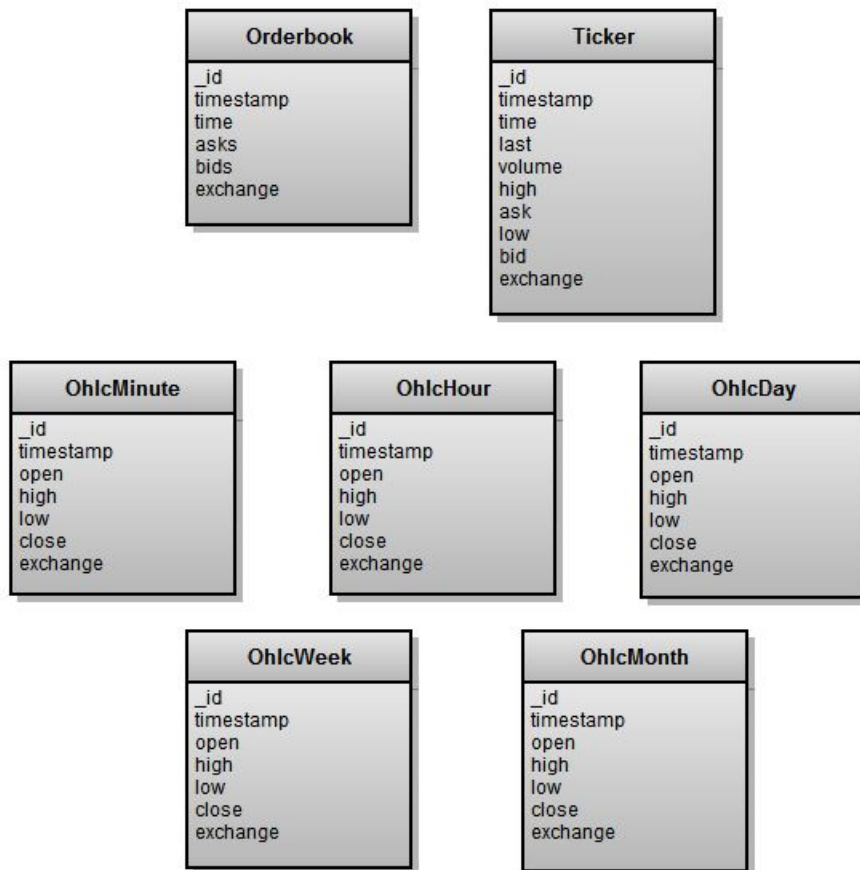 Orderbook
_id
timestamp
time
asks
bids
exchange
Ticker
_id
timestamp
time
last
volume
high
ask
low
bid
exchange
OhlcMinute
_id
timestamp
open
high
low
close
exchange
OhlcHour
_id
timestamp
open
high
low
close
exchange
OhlcDay
_id
timestamp
open
high
low
close
exchange
OhlcWeek
_id
timestamp
open
high
low
close
exchange
OhlcMonth
_id
timestamp
open
high
low
close
exchange